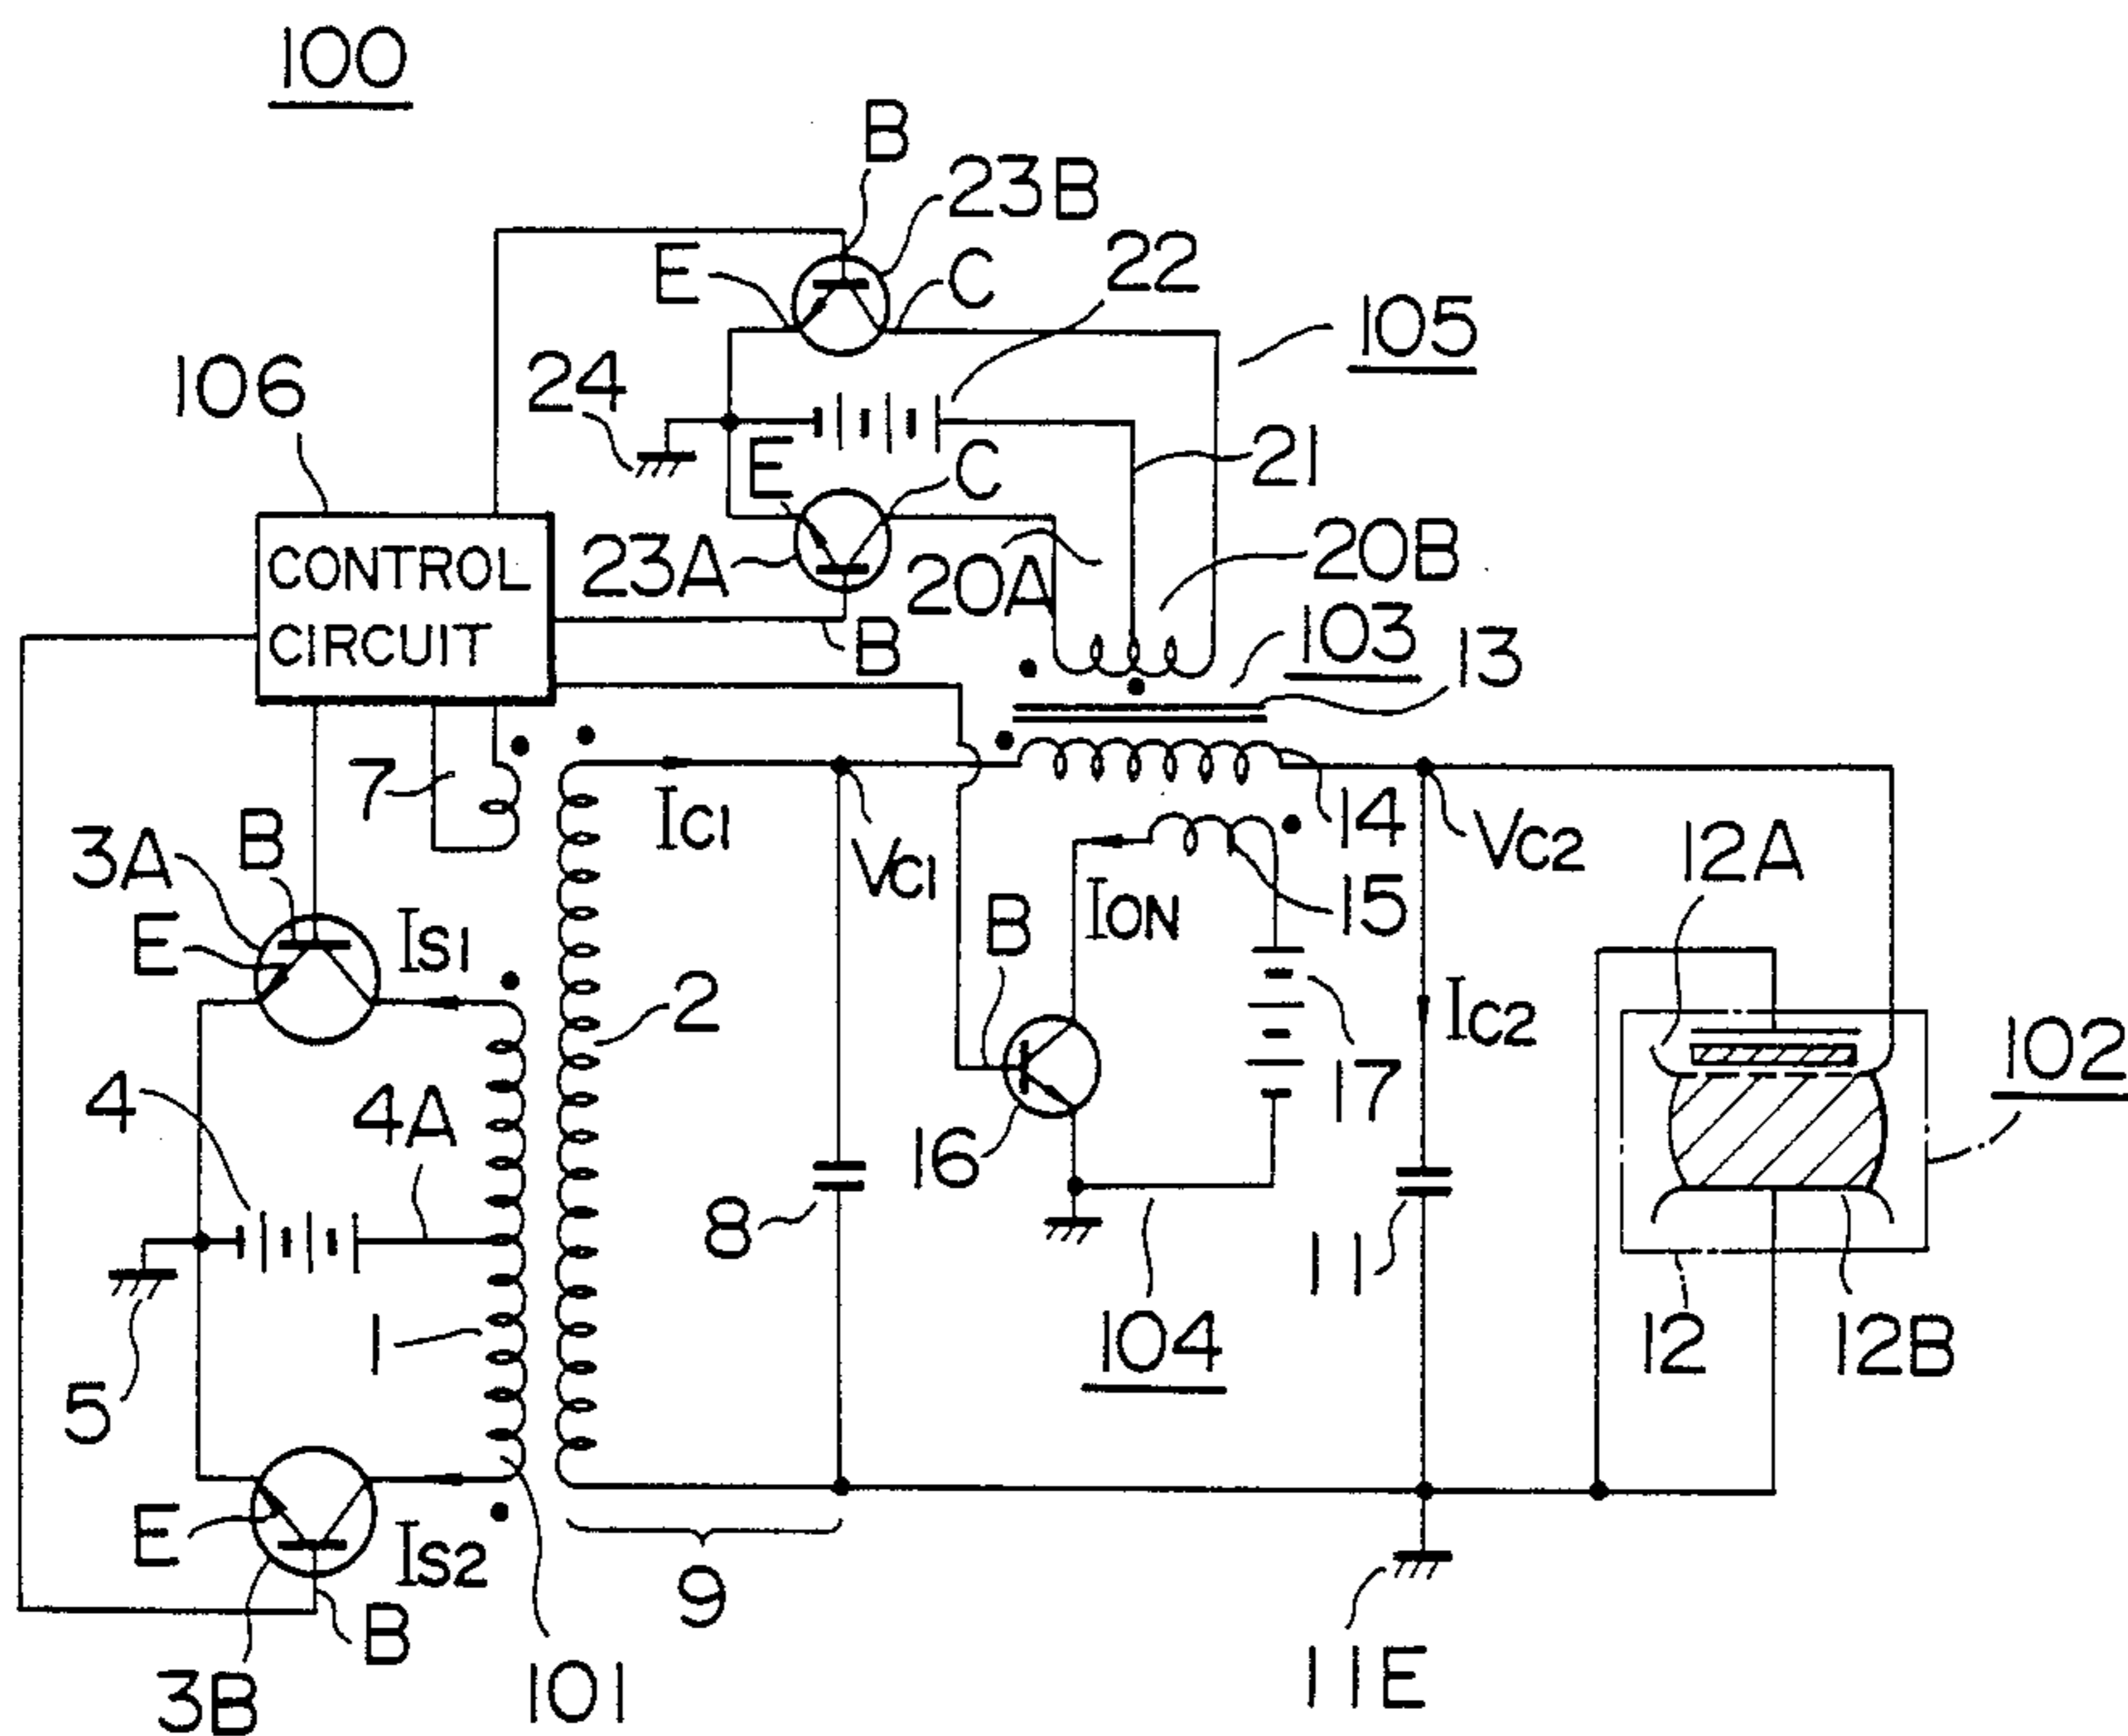 100
B
23B
E
C
22
105
106
24
E
C
21
CONTROL
CIRCUIT
23A
20A
20B
B
103
13
7
IC1
VC1
14
VC2
12A
3A
B
E
IS1
2
B
ION
15
IC2
102
4
4A
16
17
8
11
5
1
104
12
12B
E
IS2
9
B
11E
3B
101